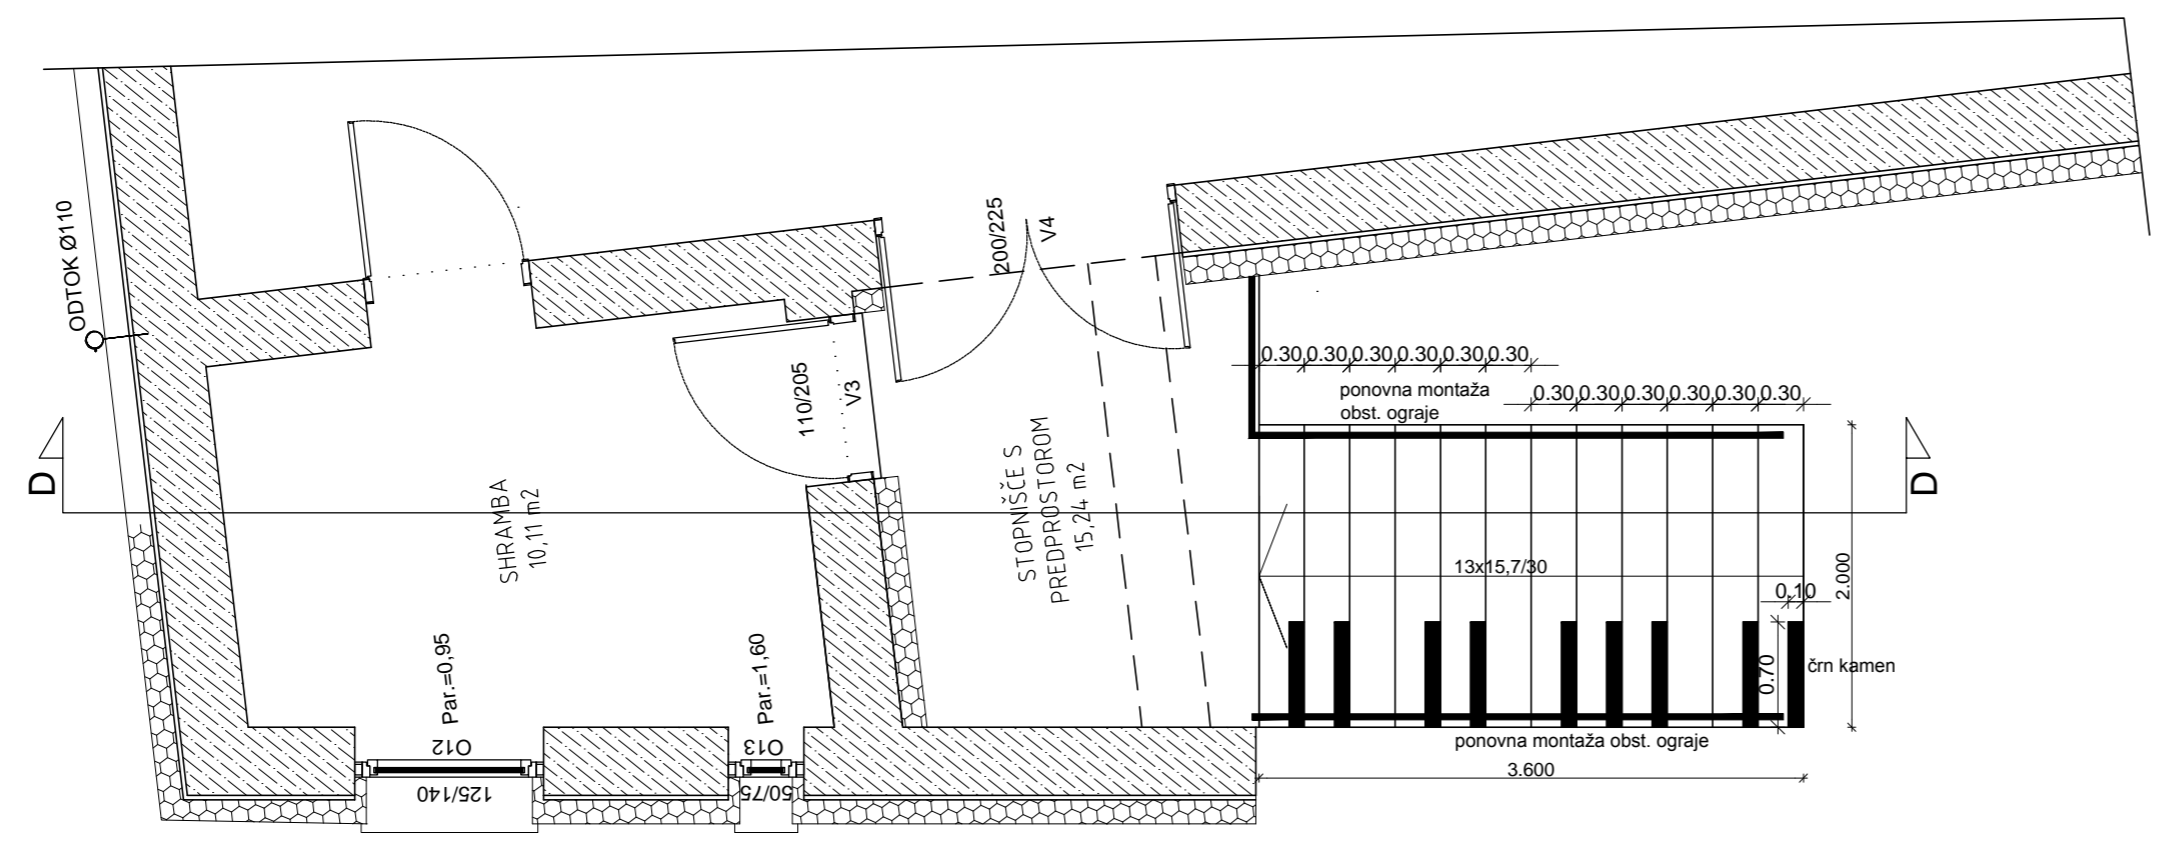 ODTOK Ø110
200/225
V4
110/205
V3
0.30 0.30 0.30 0.30 0.30 0.30
ponovna montaža
obst. ograje
0.30 0.30 0.30 0.30 0.30 0.30
D
D
SHRAMBA
10,11 m2
STOPNIŠČE S
PREDPROSTOROM
15,24 m2
13x15,7/30
0,10
2.000
0.70
črn kamen
Par.=0,95
O12
125/140
Par.=1,60
O13
50/75
ponovna montaža obst. ograje
3.600